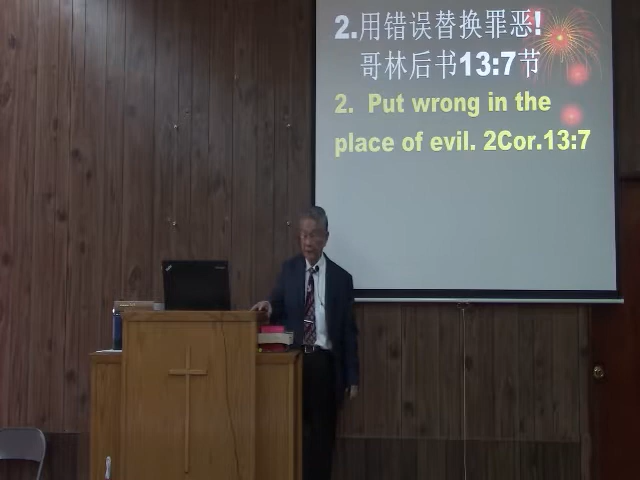 2.用错误替换罪恶!
哥林后书13:7节
2. Put wrong in the
place of evil. 2Cor.13:7